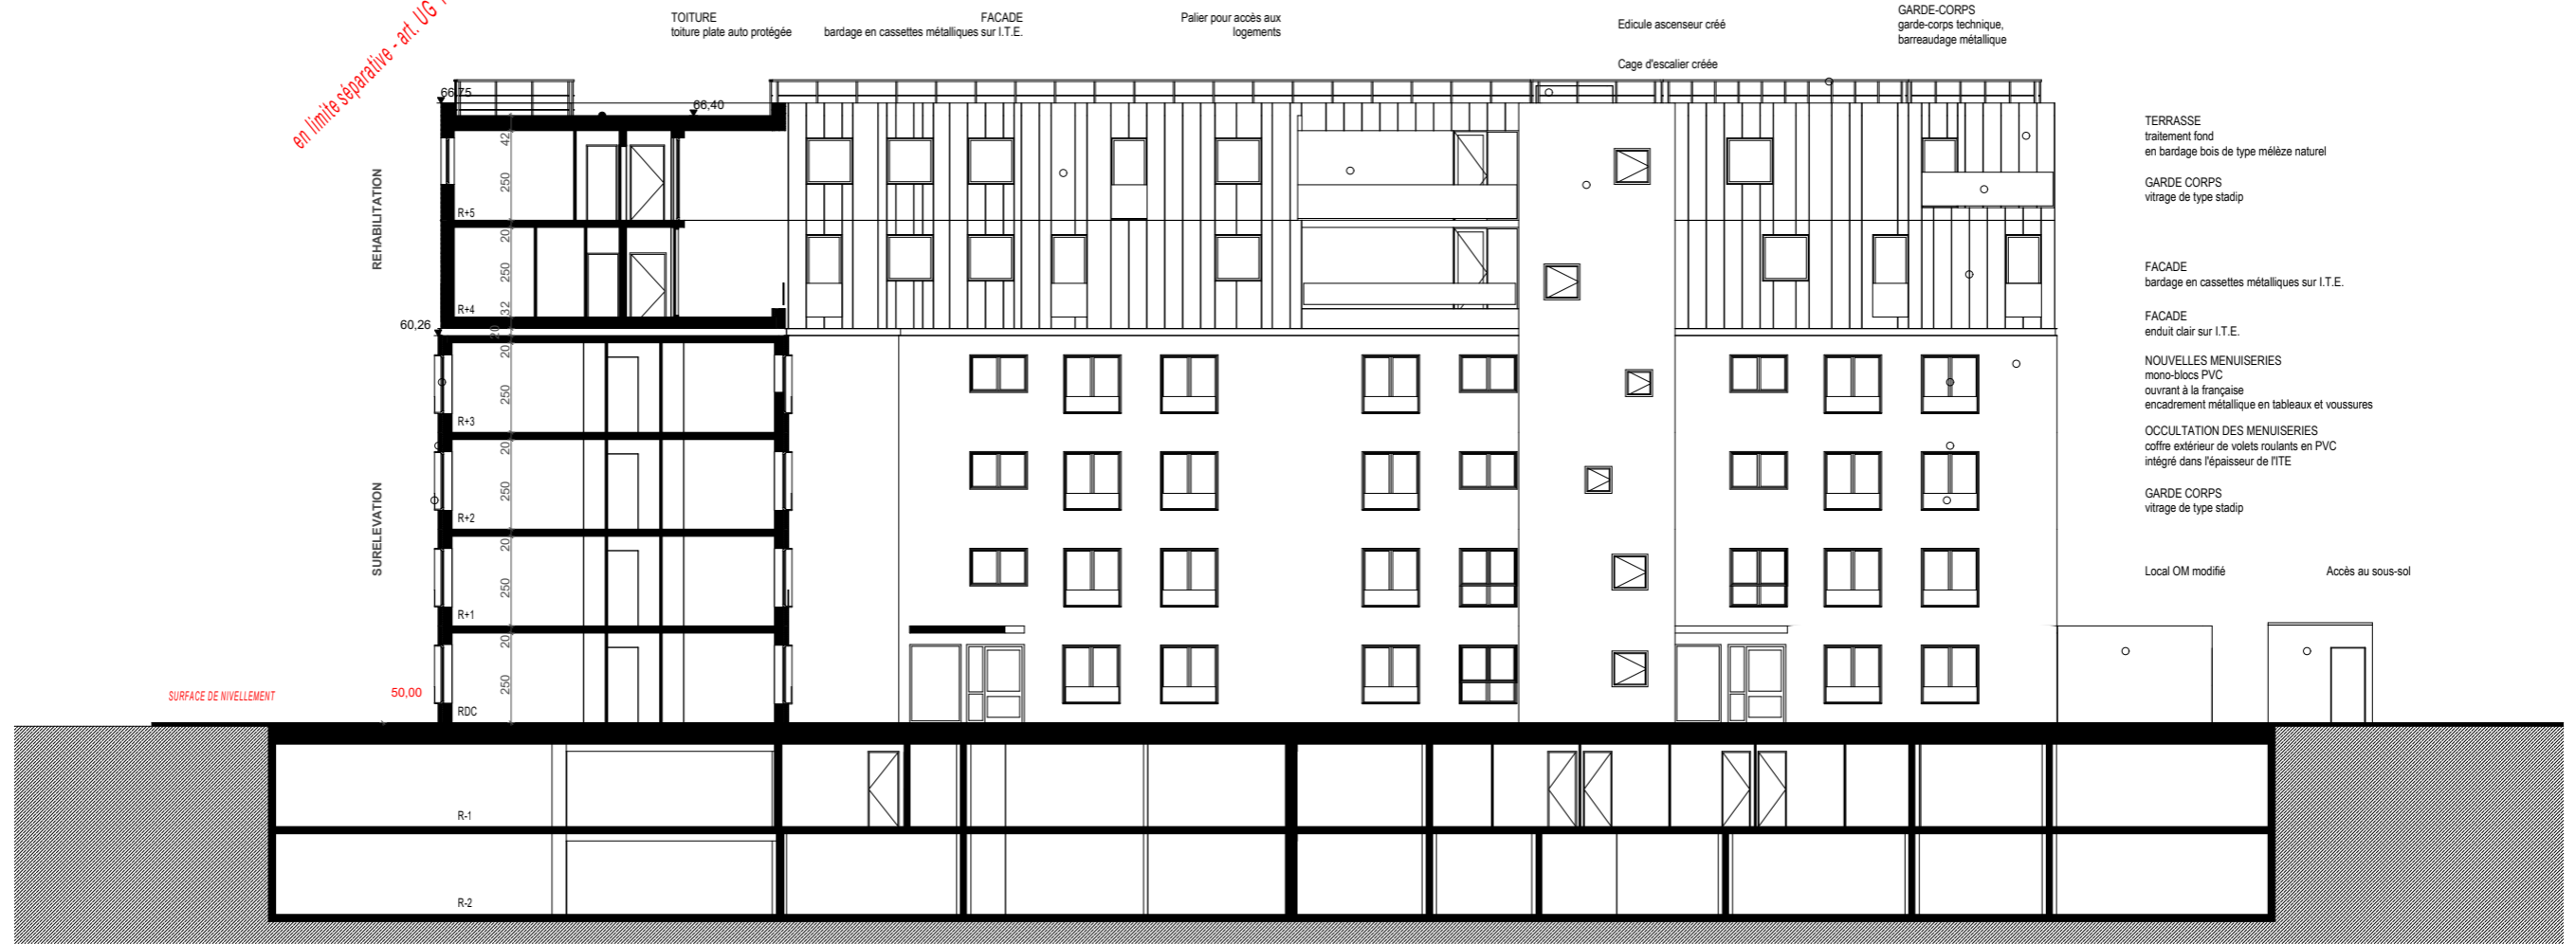 en limite séparative - art. UG
TOITURE
toiture plate auto protégée
FACADE
bardage en cassettes métalliques sur I.T.E.
Palier pour accès aux
logements
Edicule ascenseur créé
Cage d'escalier créée
GARDE-CORPS
garde-corps technique,
barreaudage métallique
66,75
66,40
REHABILITATION
42
250
R+5
20
250
R+4
32
60,26
20
20
250
R+3
20
250
R+2
SURELEVATION
20
250
R+1
20
250
RDC
SURFACE DE NIVELLEMENT
50,00
R-1
R-2
TERRASSE
traitement fond
en bardage bois de type mélèze naturel
GARDE CORPS
vitrage de type stadip
FACADE
bardage en cassettes métalliques sur I.T.E.
FACADE
enduit clair sur I.T.E.
NOUVELLES MENUISERIES
mono-blocs PVC
ouvrant à la française
encadrement métallique en tableaux et voussures
OCCULTATION DES MENUISERIES
coffre extérieur de volets roulants en PVC
intégré dans l'épaisseur de l'ITE
GARDE CORPS
vitrage de type stadip
Local OM modifié
Accès au sous-sol